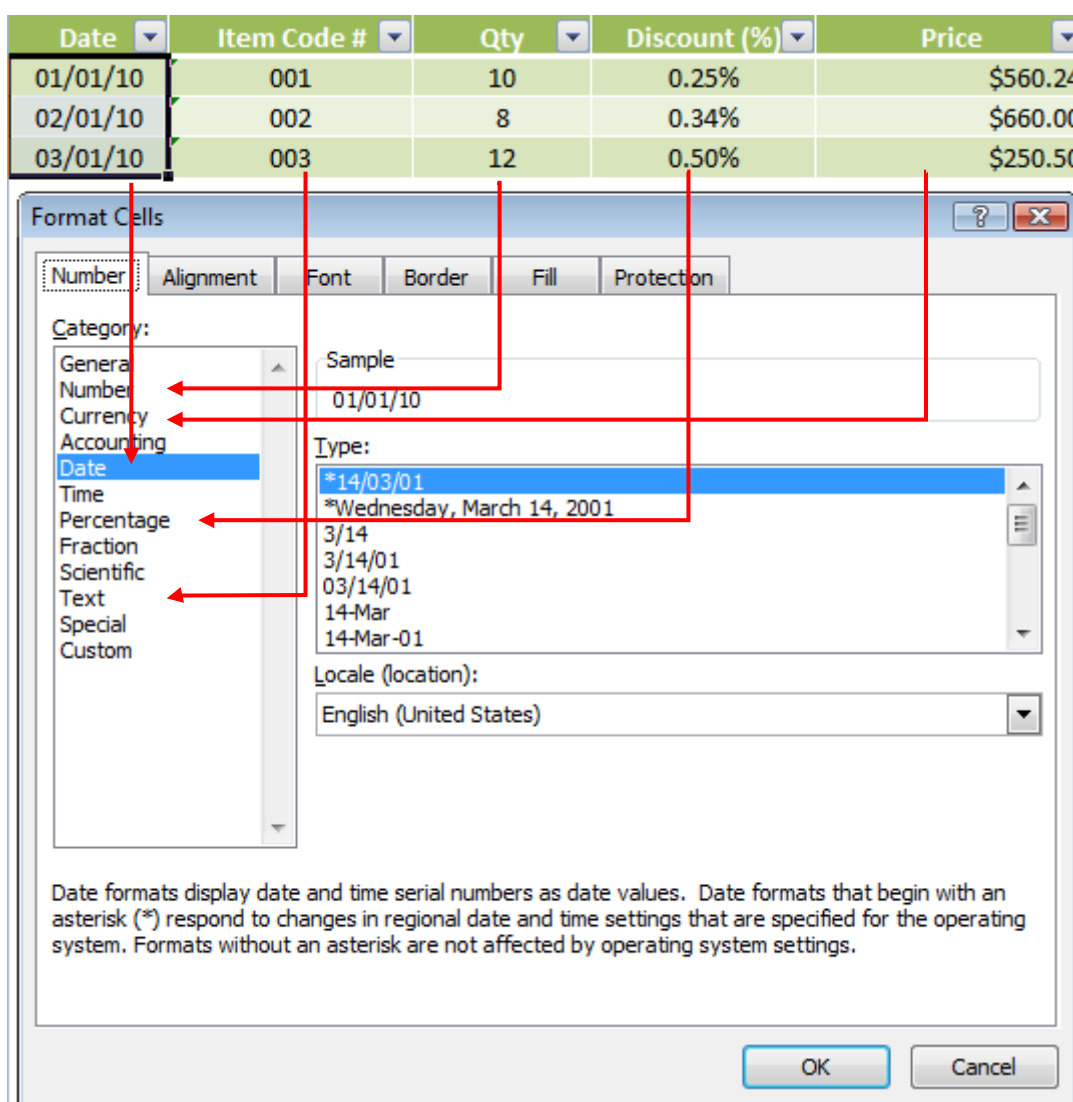 Date Item Code # Qty Discount (%) Price
01/01/10 001 10 0.25% $560.24
02/01/10 002 8 0.34% $660.00
03/01/10 003 12 0.50% $250.50
Format Cells
Number Alignment Font Border Fill Protection
Category:
General
Number
Currency
Accounting
Date
Time
Percentage
Fraction
Scientific
Text
Special
Custom
Sample
01/01/10
Type:
*14/03/01
*Wednesday, March 14, 2001
3/14
3/14/01
03/14/01
14-Mar
14-Mar-01
Locale (location):
English (United States)
Date formats display date and time serial numbers as date values. Date formats that begin with an
asterisk (*) respond to changes in regional date and time settings that are specified for the operating
system. Formats without an asterisk are not affected by operating system settings.
OK Cancel